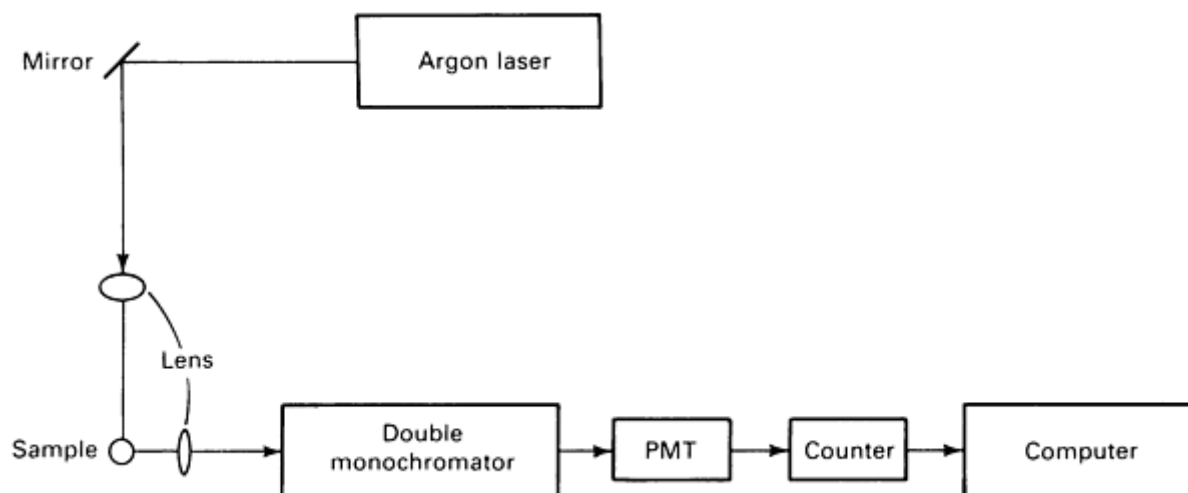 Mirror
Argon laser
Lens
Sample
Double
monochromator
PMT
Counter
Computer